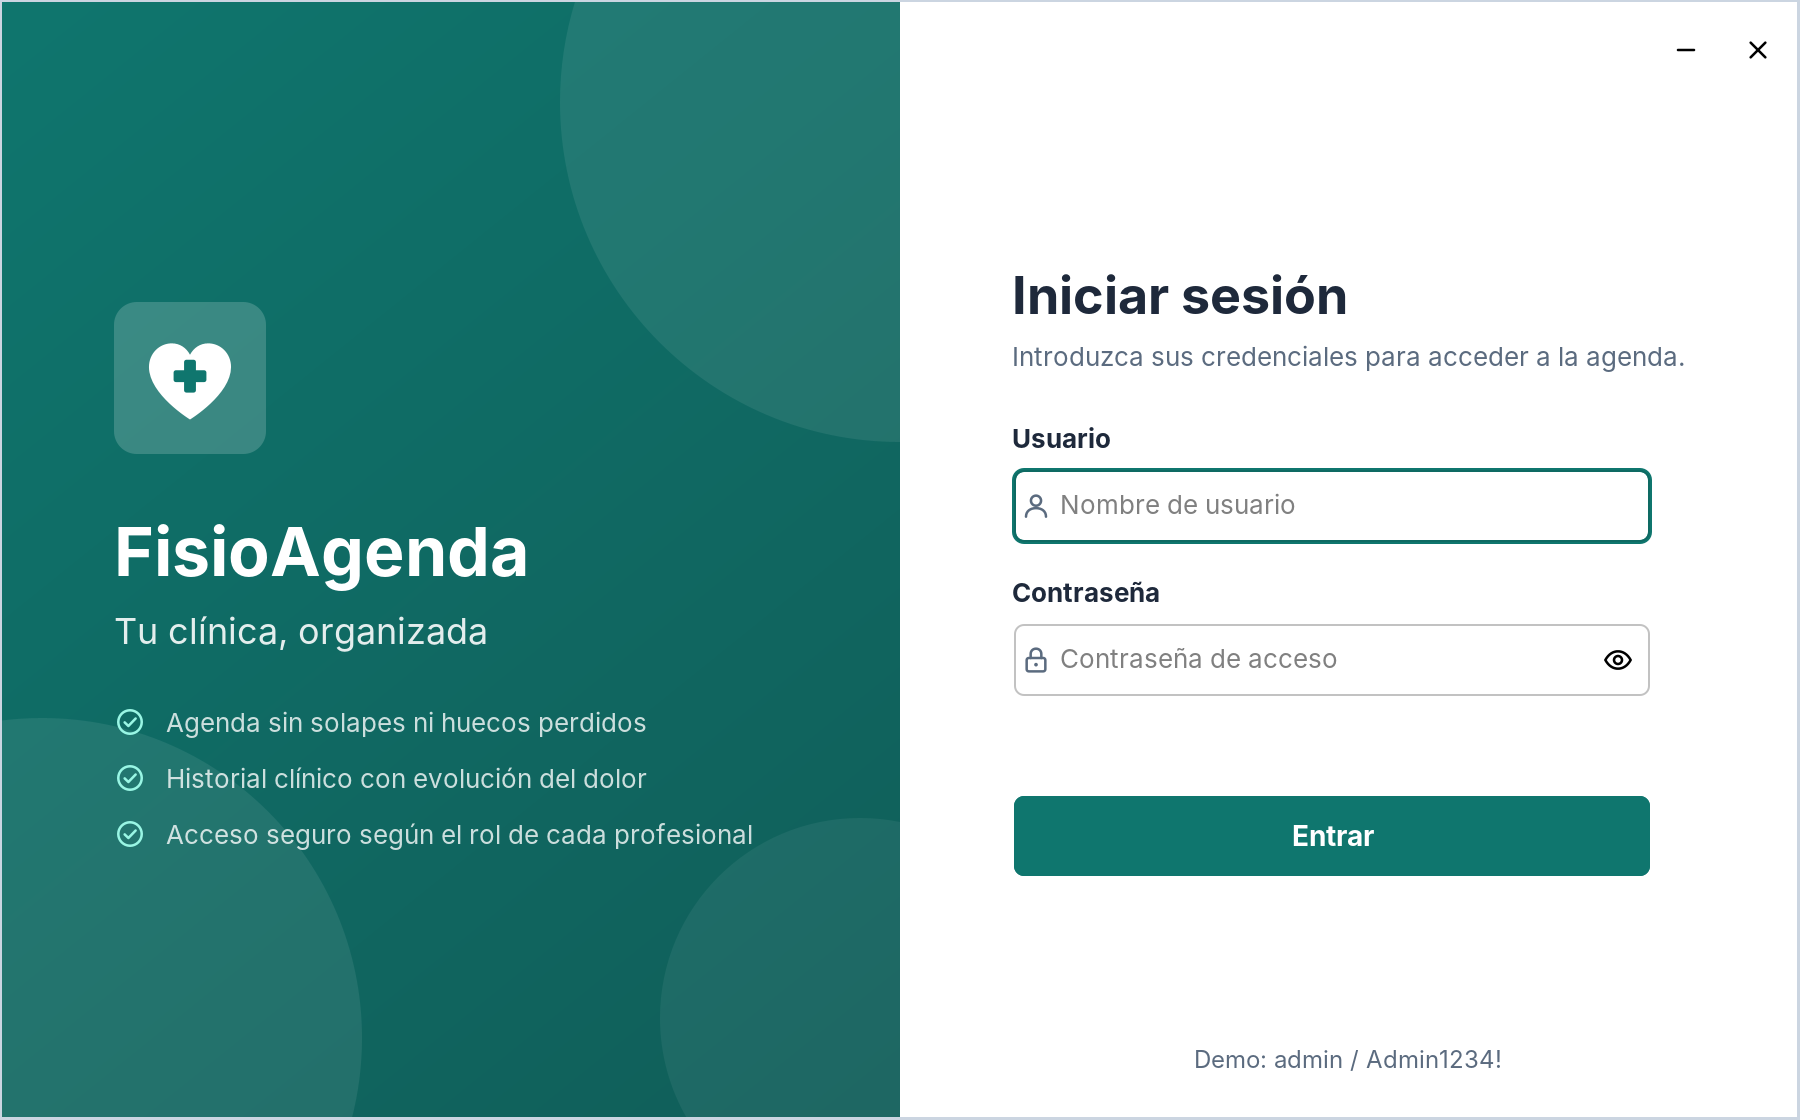 FisioAgenda
Tu clínica, organizada
Agenda sin solapes ni huecos perdidos
Historial clínico con evolución del dolor
Acceso seguro según el rol de cada profesional
Iniciar sesión
Introduzca sus credenciales para acceder a la agenda.
Usuario
Nombre de usuario
Contraseña
Contraseña de acceso
Entrar
Demo: admin / Admin1234!